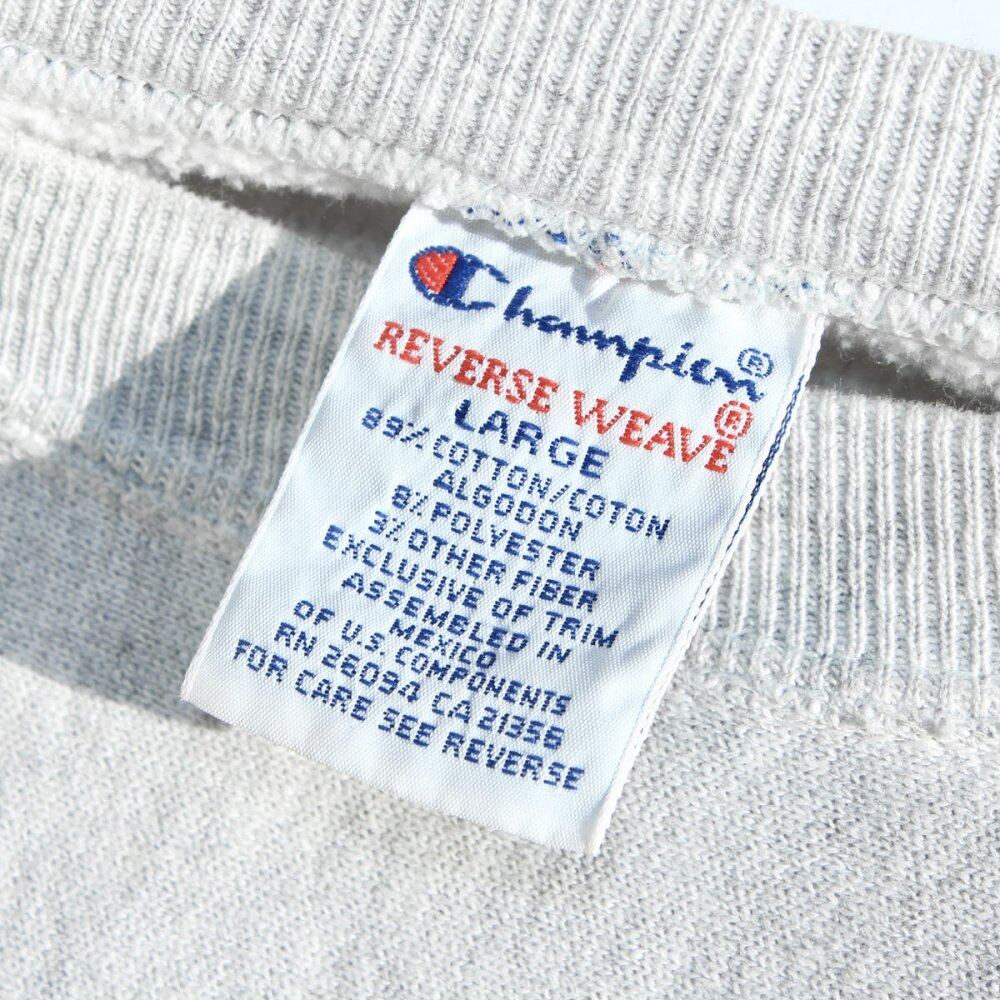 Champion®
REVERSE WEAVE®
LARGE
89% COTTON/COTON
ALGODON
8% POLYESTER
3% OTHER FIBER
EXCLUSIVE OF TRIM
ASSEMBLED IN
MEXICO
OF U.S. COMPONENTS
RN 26094 CA 21356
FOR CARE SEE REVERSE